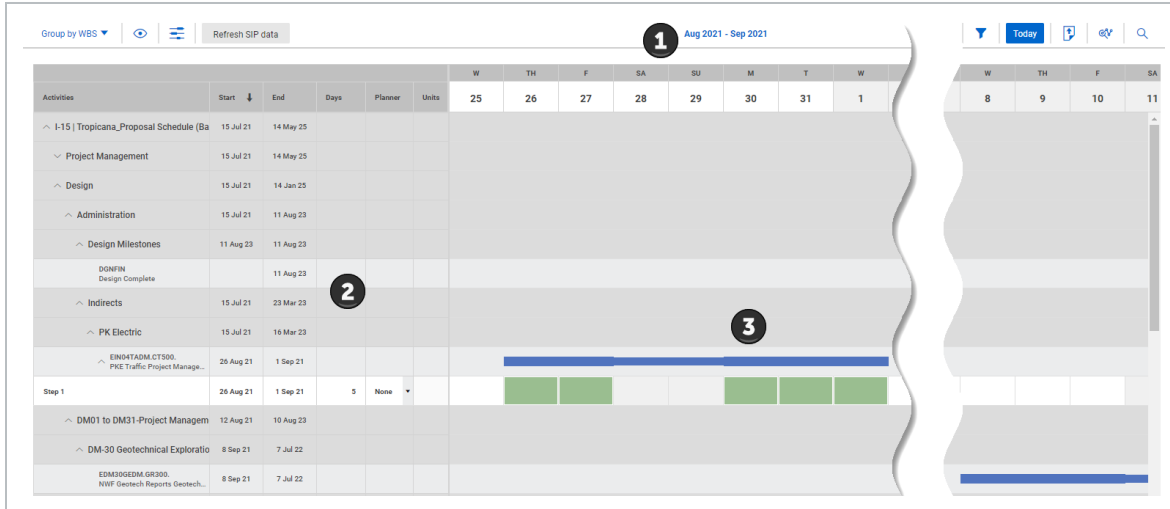 Group by WBS Refresh SIP data 1 Aug 2021 - Sep 2021 Today
W TH F SA SU M T W W TH F SA
Activities Start End Days Planner Units 25 26 27 28 29 30 31 1 8 9 10 11
I-15 | Tropicana_Proposal Schedule (Ba 15 Jul 21 14 May 25
Project Management 15 Jul 21 14 May 25
Design 15 Jul 21 14 Jan 25
Administration 15 Jul 21 11 Aug 23
Design Milestones 11 Aug 23 11 Aug 23
DGNFIN
Design Complete 11 Aug 23
2
Indirects 15 Jul 21 23 Mar 23
PK Electric 15 Jul 21 16 Mar 23
3
EIN04TADM.CT500.
PKE Traffic Project Manage... 26 Aug 21 1 Sep 21
Step 1 26 Aug 21 1 Sep 21 5 None
DM01 to DM31-Project Managem 12 Aug 21 10 Aug 23
DM-30 Geotechnical Exploratio 8 Sep 21 7 Jul 22
EDM30GEDM.GR300.
NWF Geotech Reports Geotech... 8 Sep 21 7 Jul 22